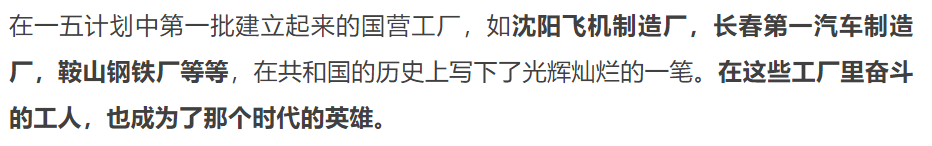 在一五计划中第一批建立起来的国营工厂，如沈阳飞机制造厂，长春第一汽车制造
厂，鞍山钢铁厂等等，在共和国的历史上写下了光辉灿烂的一笔。在这些工厂里奋斗
的工人，也成为了那个时代的英雄。